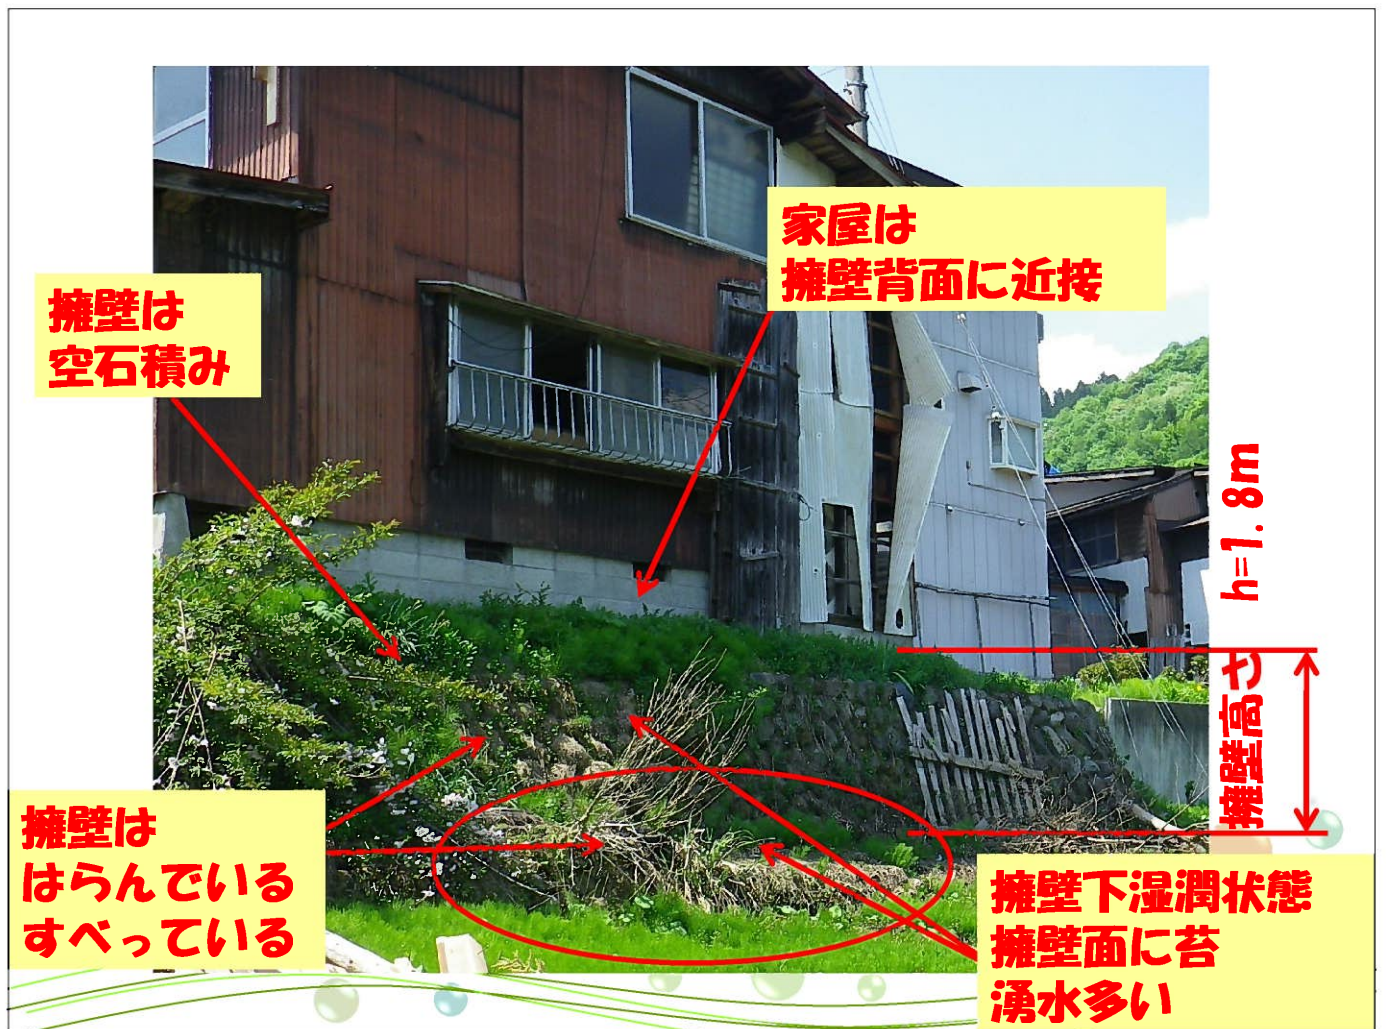 家屋は
擁壁背面に近接
擁壁は
空石積み
擁壁高さ h=1.8m
擁壁は
はらんでいる
すべっている
擁壁下湿潤状態
擁壁面に苔
湧水多い